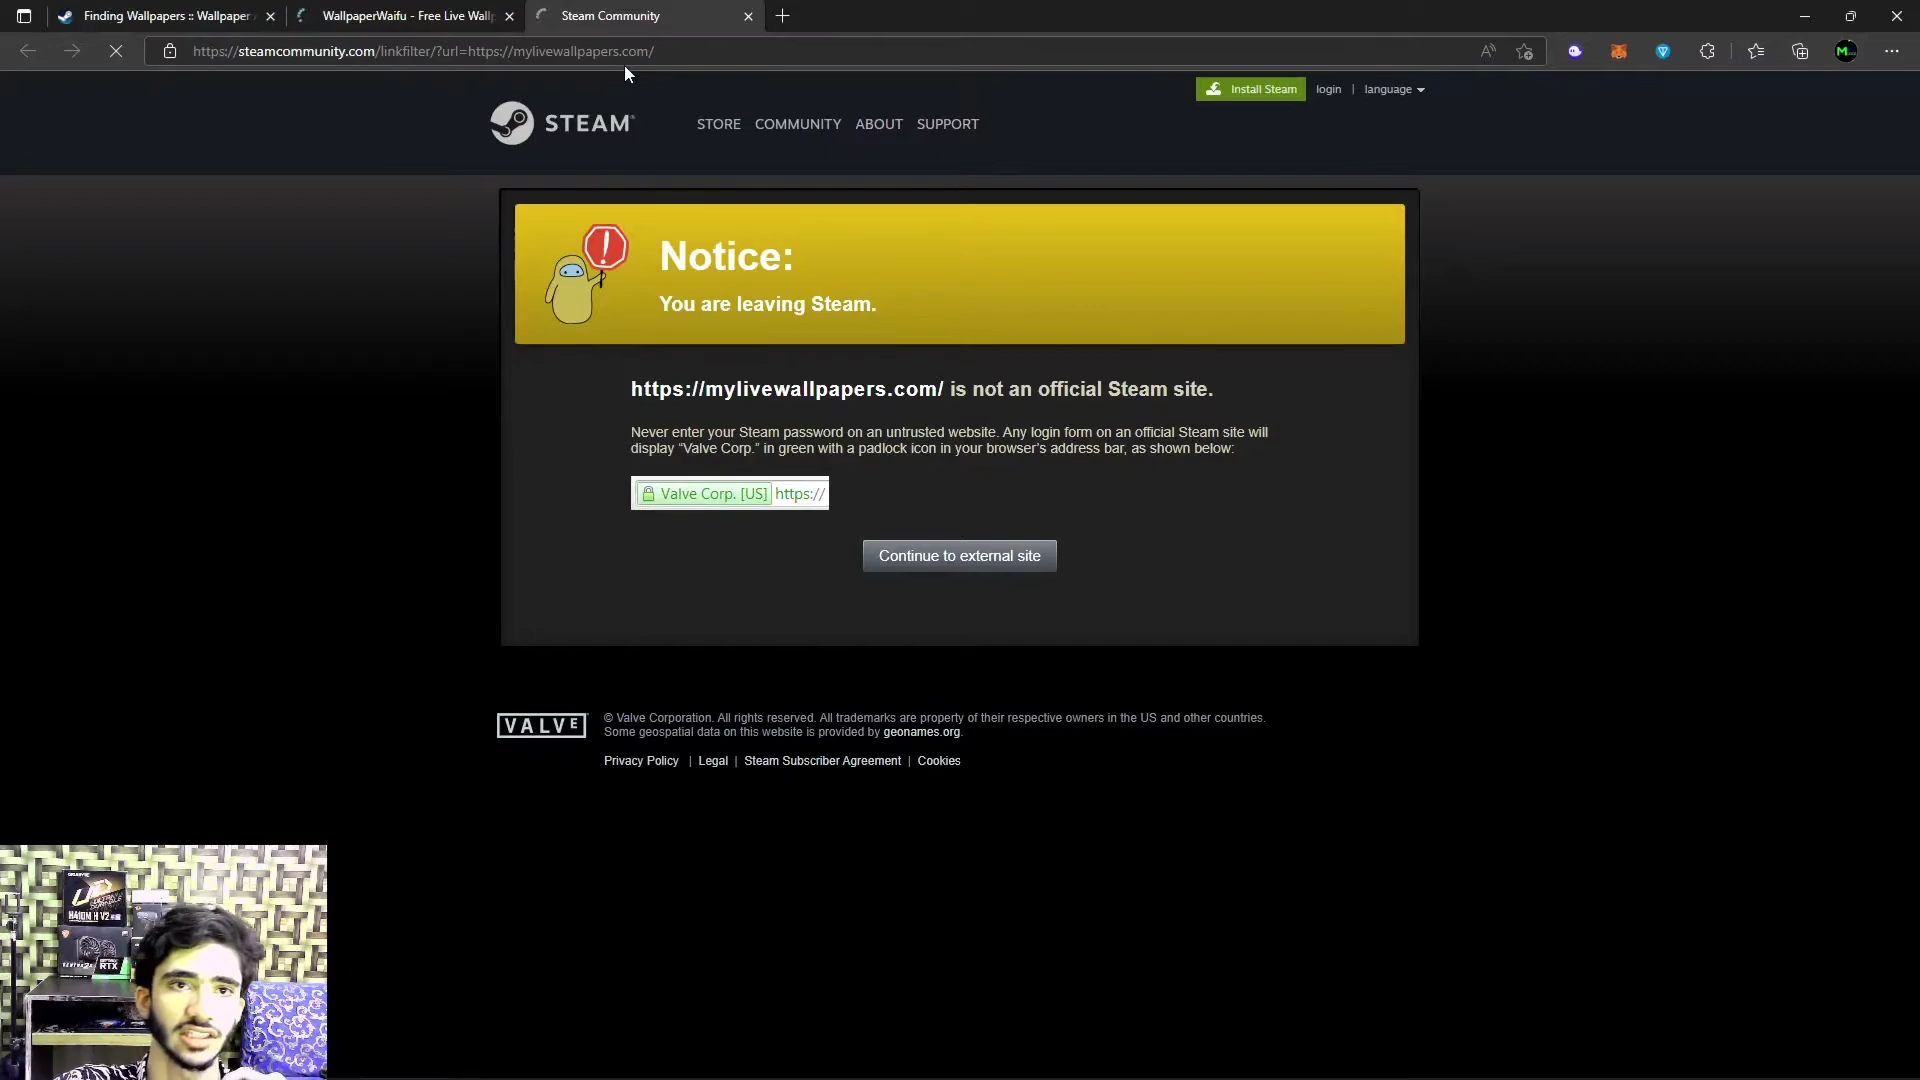 Finding Wallpapers :: Wallpaper
WallpaperWaifu - Free Live Wallp
Steam Community
https://steamcommunity.com/linkfilter/?url=https://mylivewallpapers.com/
Install Steam
login
|
language
STEAM
STORE
COMMUNITY
ABOUT
SUPPORT
Notice:
You are leaving Steam.
https://mylivewallpapers.com/ is not an official Steam site.
Never enter your Steam password on an untrusted website. Any login form on an official Steam site will
display “Valve Corp.” in green with a padlock icon in your browser’s address bar, as shown below:
Valve Corp. [US] https://
Continue to external site
VALVE
© Valve Corporation. All rights reserved. All trademarks are property of their respective owners in the US and other countries.
Some geospatial data on this website is provided by geonames.org.
Privacy Policy | Legal | Steam Subscriber Agreement | Cookies
GIGABYTE
UD
H410M H V2
RTX